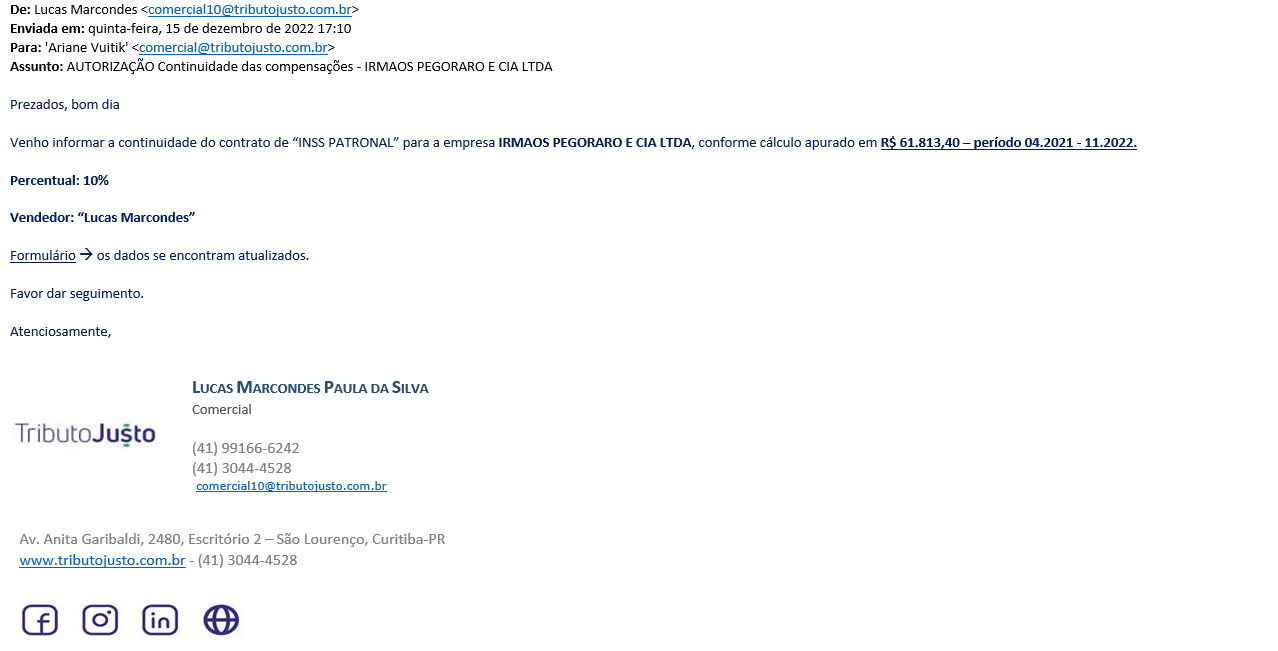 De: Lucas Marcondes <comercial10@tributojusto.com.br>
Enviada em: quinta-feira, 15 de dezembro de 2022 17:10
Para: 'Ariane Vuitik' <comercial@tributojusto.com.br>
Assunto: AUTORIZAÇÃO Continuidade das compensações - IRMAOS PEGORARO E CIA LTDA
Prezados, bom dia
Venho informar a continuidade do contrato de “INSS PATRONAL” para a empresa IRMAOS PEGORARO E CIA LTDA, conforme cálculo apurado em R$ 61.813,40 – período 04.2021 - 11.2022.
Percentual: 10%
Vendedor: “Lucas Marcondes”
Formulário → os dados se encontram atualizados.
Favor dar seguimento.
Atenciosamente,
LUCAS MARCONDES PAULA DA SILVA
Comercial
TributoJusto
(41) 99166-6242
(41) 3044-4528
comercial10@tributojusto.com.br
Av. Anita Garibaldi, 2480, Escritório 2 – São Lourenço, Curitiba-PR
www.tributojusto.com.br - (41) 3044-4528